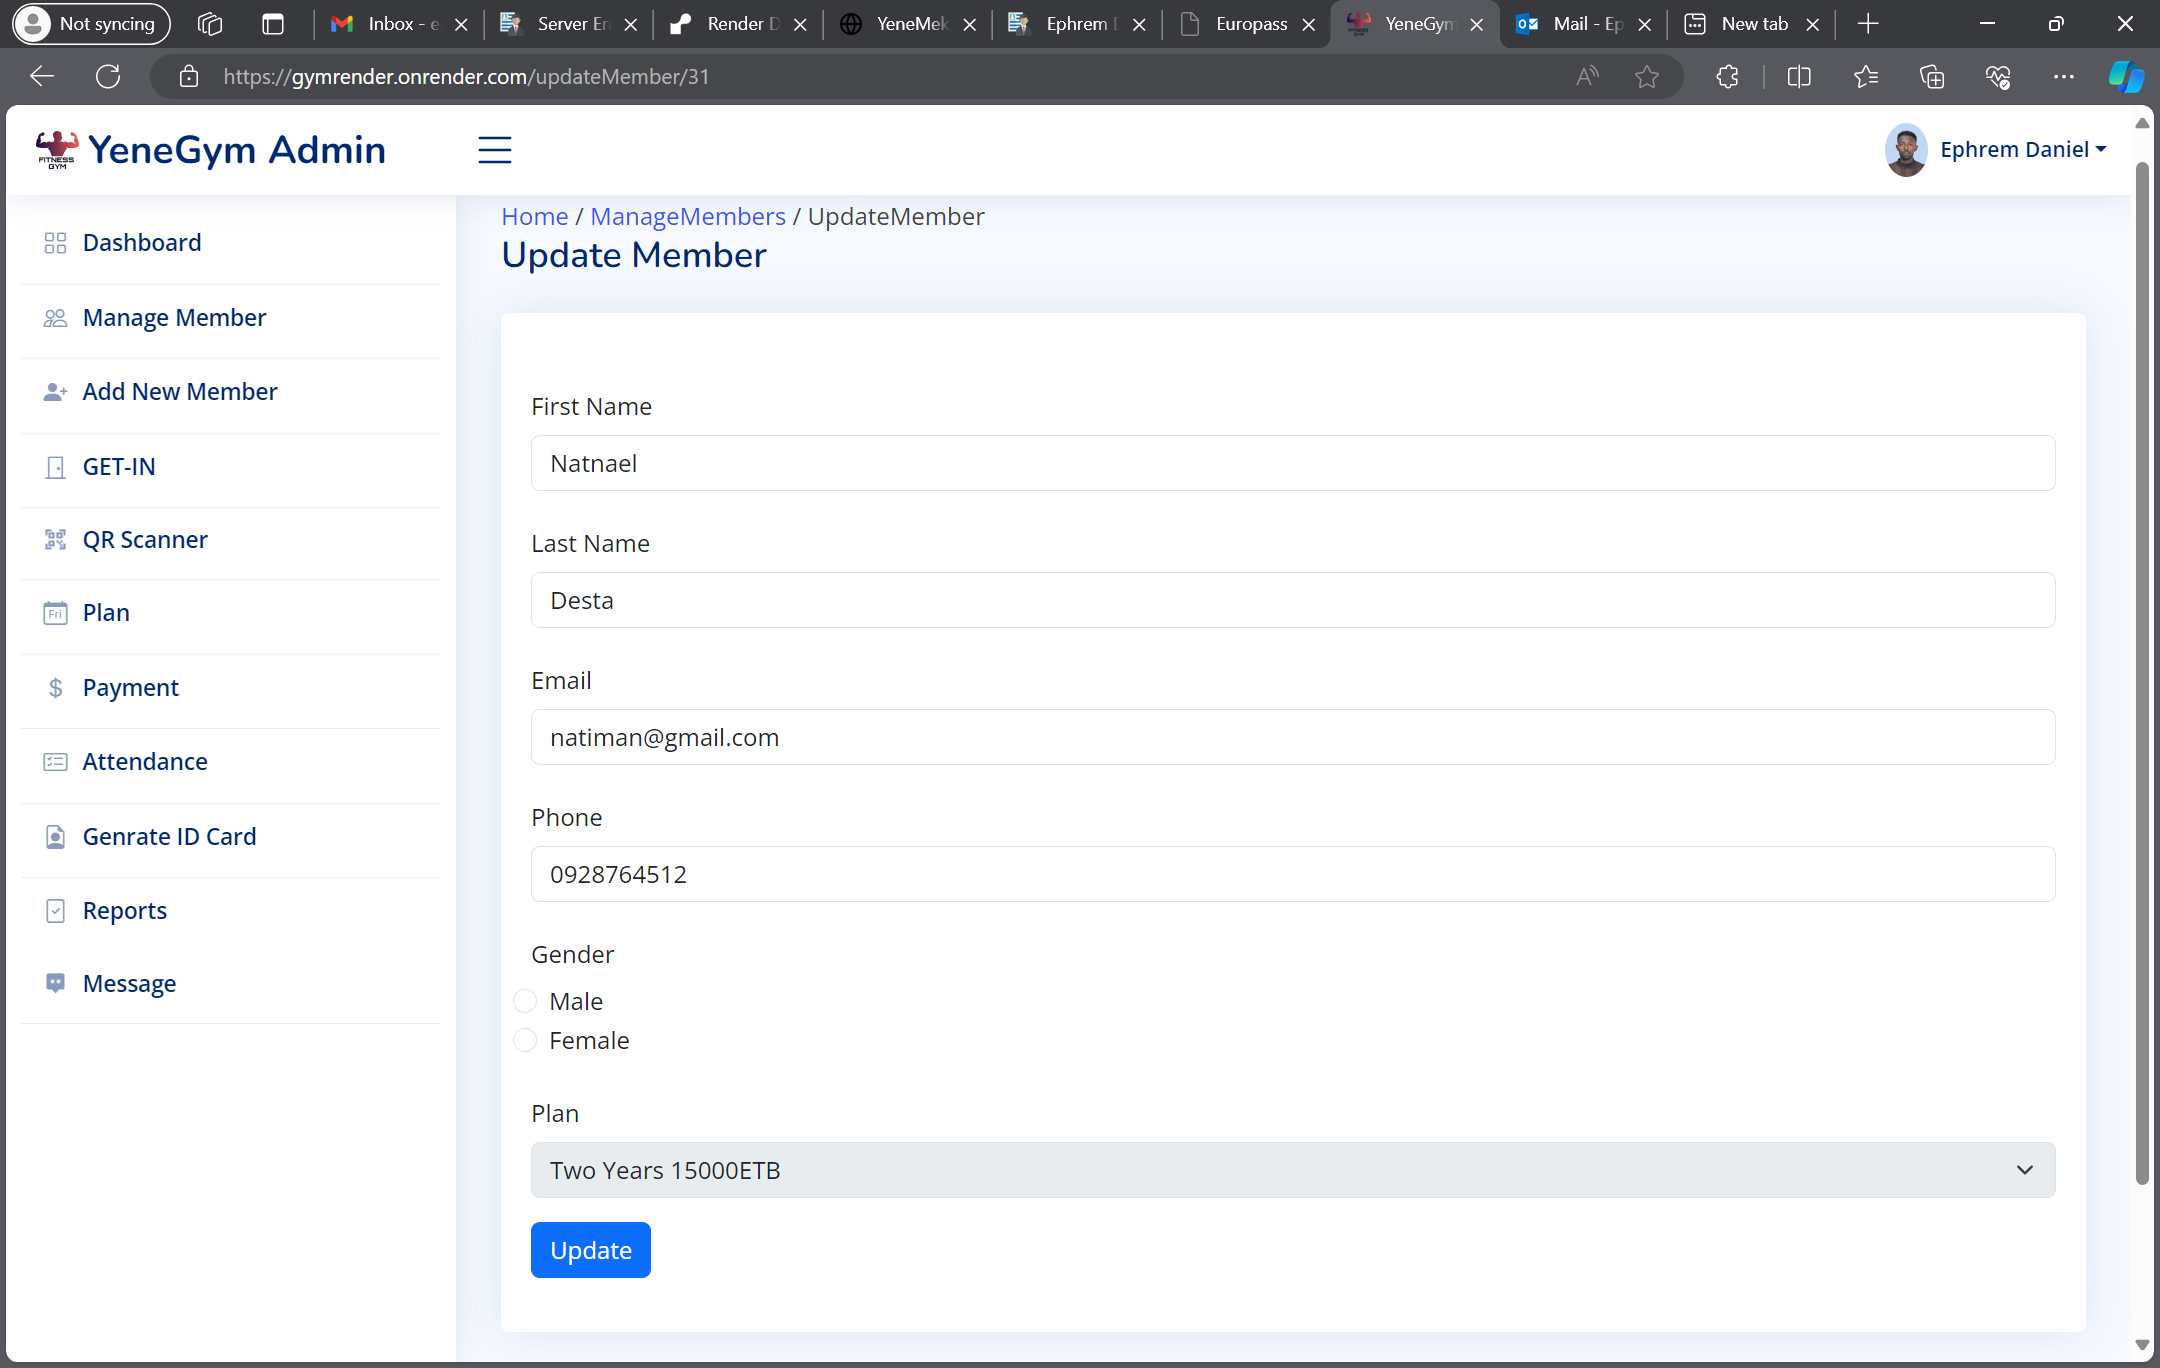 Not syncing
Inbox - e
Server Er
Render D
YeneMek
Ephrem D
Europass
YeneGym
Mail - Ep
New tab
https://gymrender.onrender.com/updateMember/31
FITNESS
GYM
YeneGym Admin
Ephrem Daniel
Home / ManageMembers / UpdateMember
Update Member
Dashboard
Manage Member
Add New Member
GET-IN
QR Scanner
Fri
Plan
Payment
Attendance
Genrate ID Card
Reports
Message
First Name
Natnael
Last Name
Desta
Email
natiman@gmail.com
Phone
0928764512
Gender
Male
Female
Plan
Two Years 15000ETB
Update